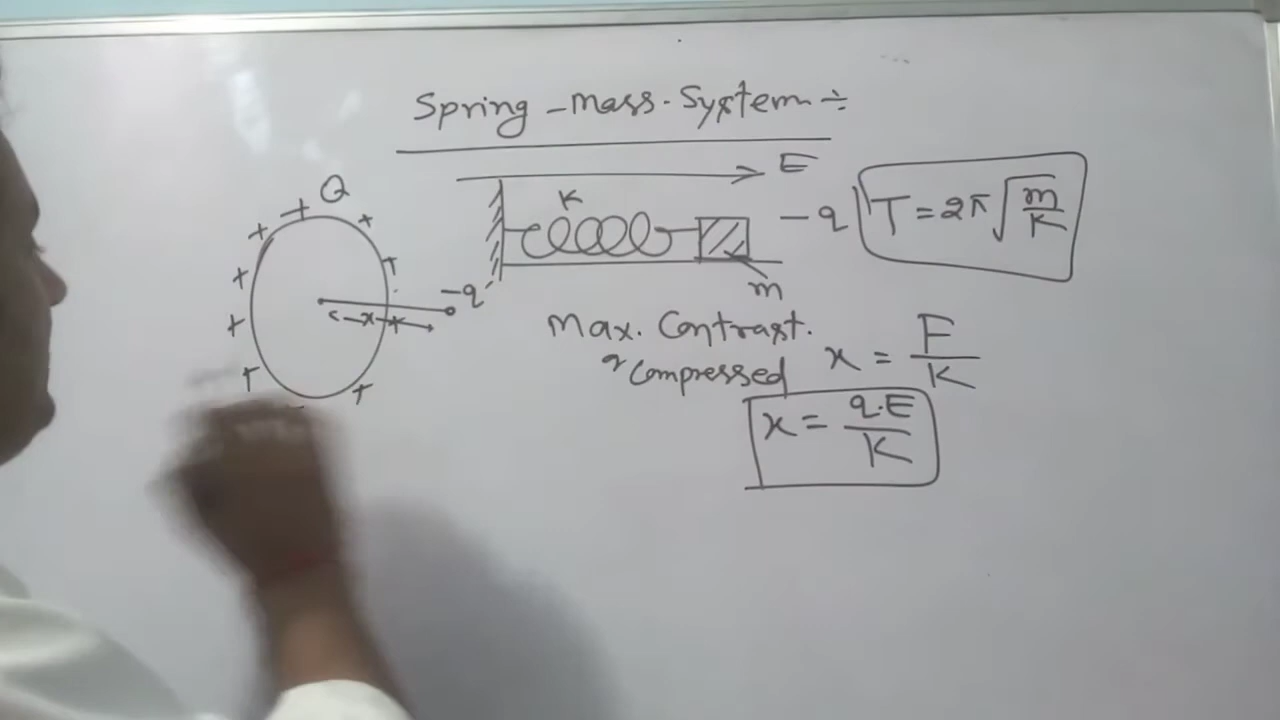 Spring - mass. System ÷
E
K
- q
T = 2π√(m/K)
m
Q
+ + + + + + + + +
- q
x
Max. Contrast.
or Compressed
x = F/K
x = q.E/K